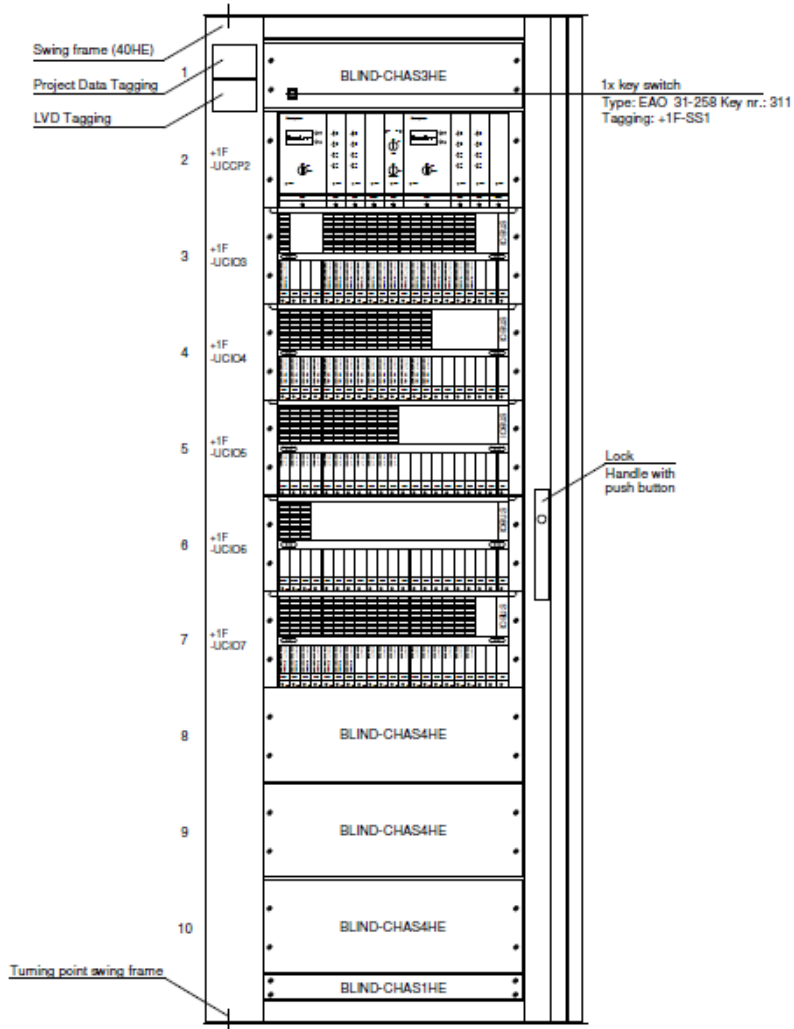 Swing frame (40HE)
1
Project Data Tagging
LVD Tagging
BLIND-CHAS3HE
1x key switch
Type: EAO 31-258 Key nr.: 311
Tagging: +1F-SS1
2
+1F
-UCCP2
3
+1F
-UCIO3
4
+1F
-UCIO4
5
+1F
-UCIO5
Lock
Handle with
push button
6
+1F
-UCIO6
7
+1F
-UCIO7
8
BLIND-CHAS4HE
9
BLIND-CHAS4HE
10
BLIND-CHAS4HE
Turning point swing frame
BLIND-CHAS1HE